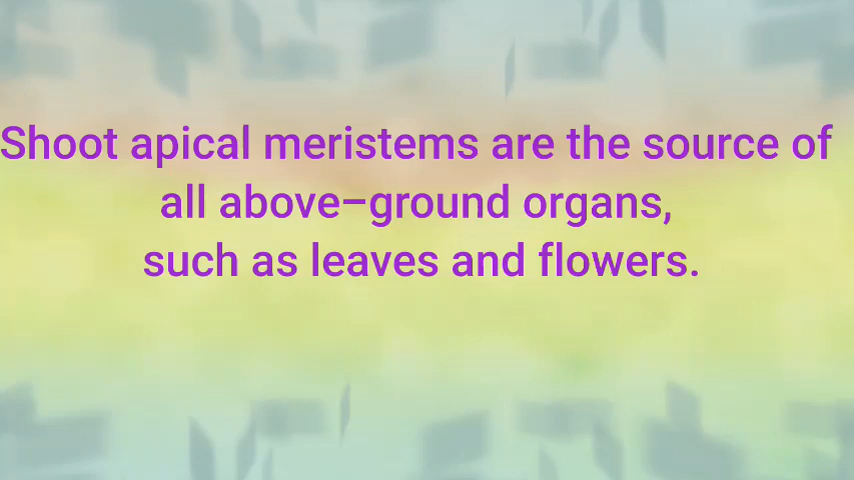 Shoot apical meristems are the source of
all above–ground organs,
such as leaves and flowers.